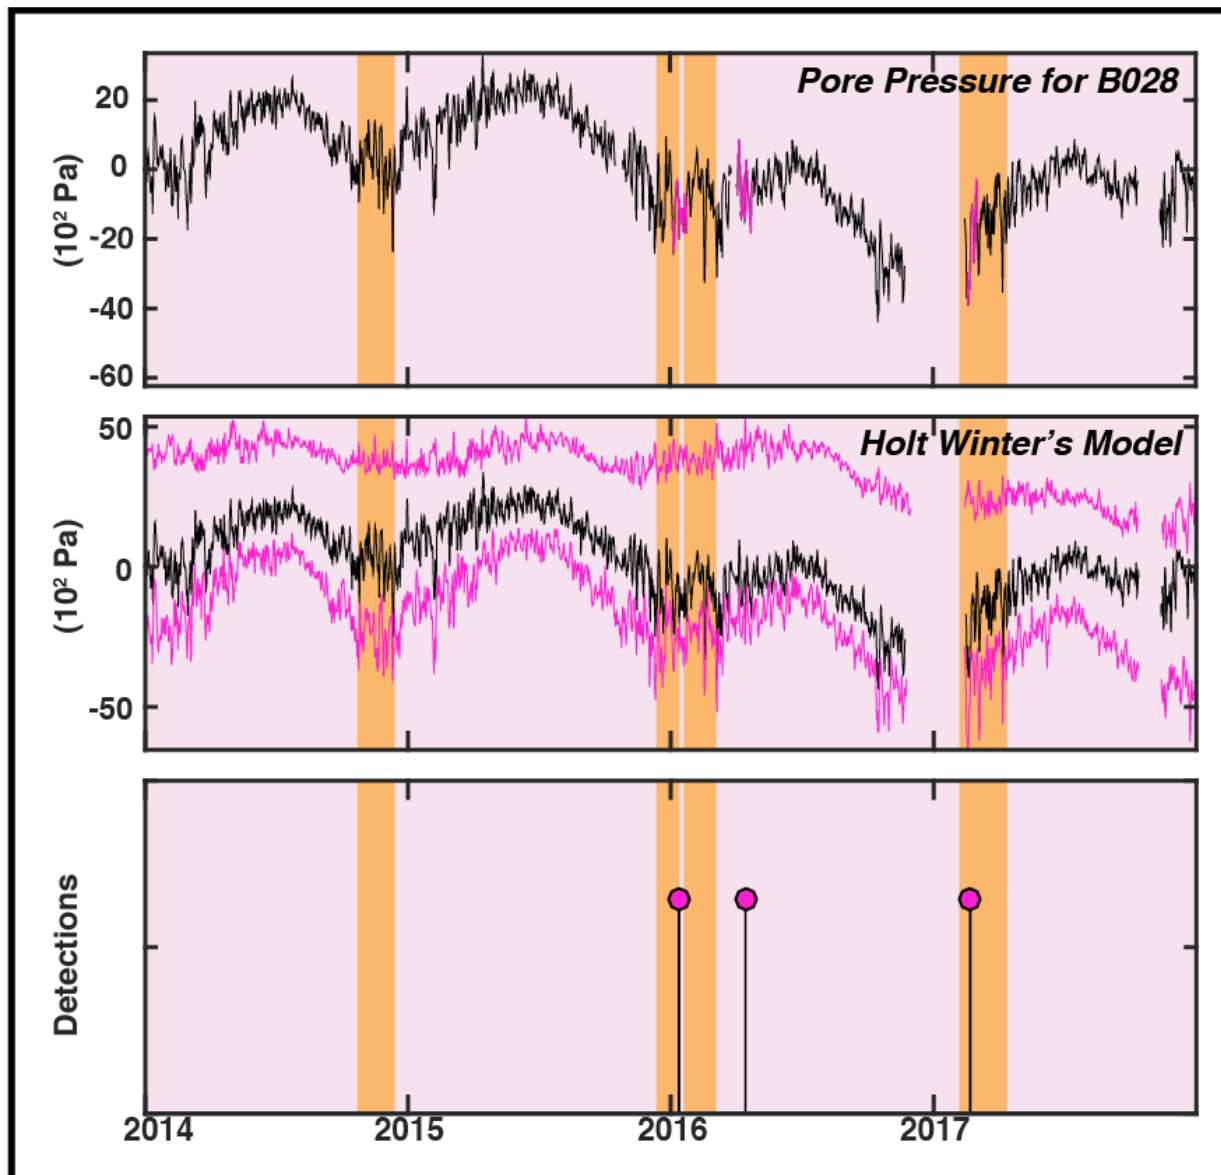 Pore Pressure for B028
(10² Pa)
20
0
-20
-40
-60
Holt Winter's Model
(10² Pa)
50
0
-50
Detections
2014 2015 2016 2017